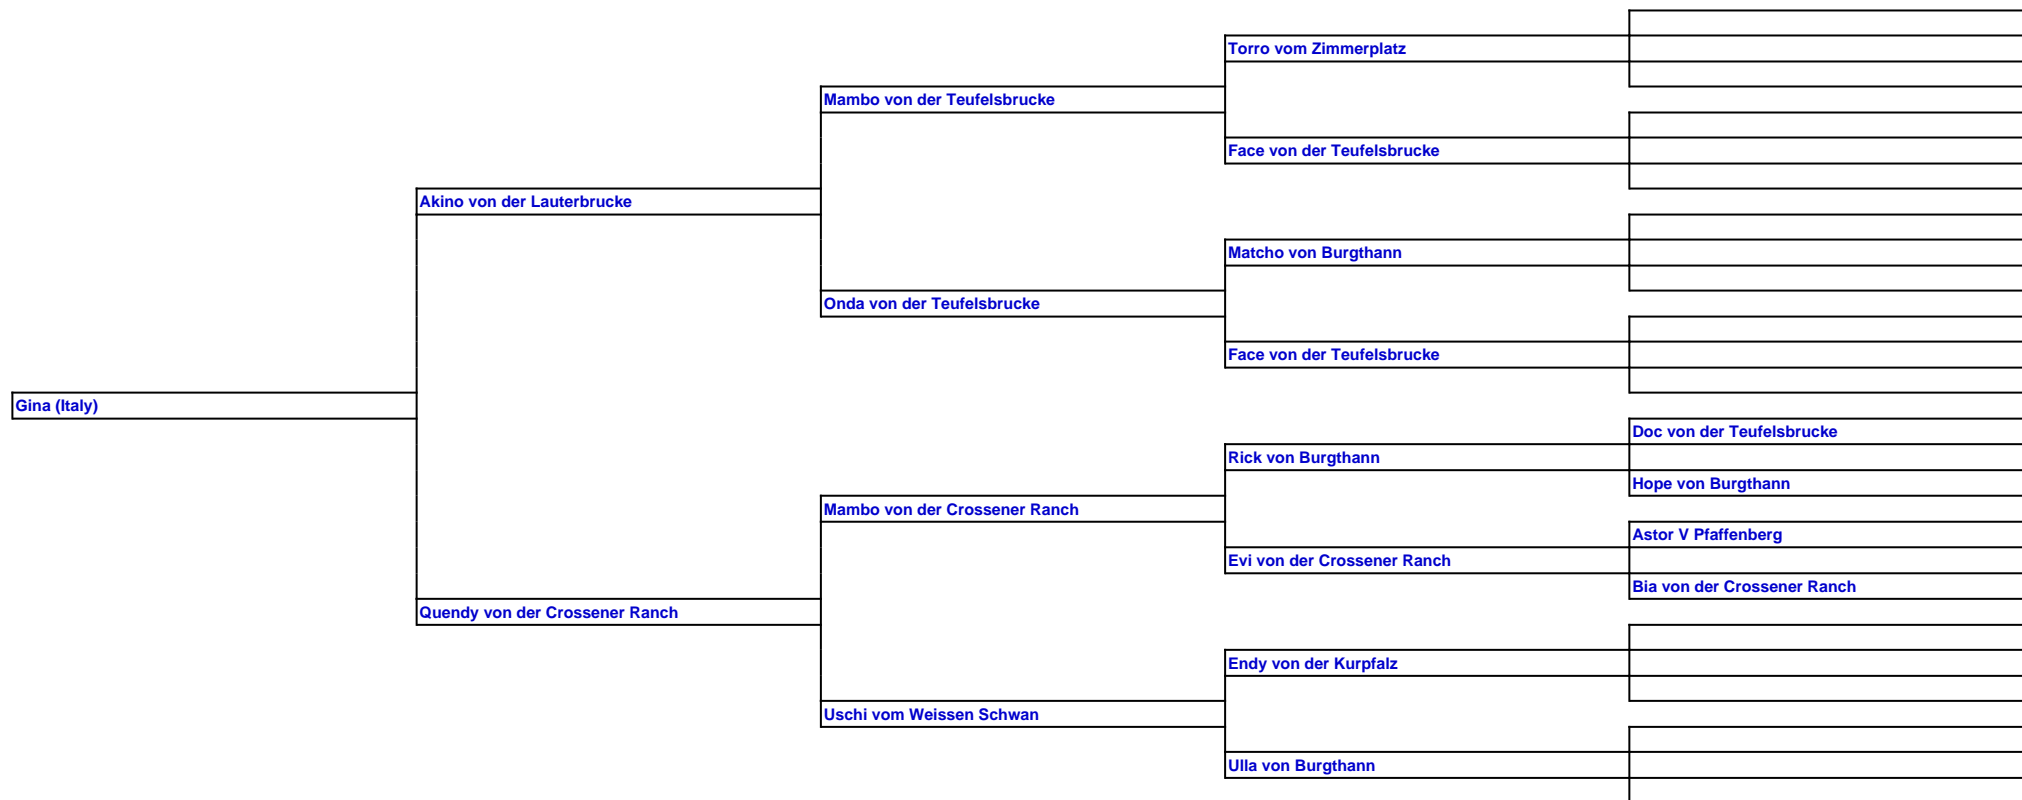 Torro vom Zimmerplatz
Mambo von der Teufelsbrucke
Face von der Teufelsbrucke
Akino von der Lauterbrucke
Matcho von Burgthann
Onda von der Teufelsbrucke
Face von der Teufelsbrucke
Gina (Italy)
Doc von der Teufelsbrucke
Rick von Burgthann
Hope von Burgthann
Mambo von der Crossener Ranch
Astor V Pfaffenberg
Evi von der Crossener Ranch
Bia von der Crossener Ranch
Quendy von der Crossener Ranch
Endy von der Kurpfalz
Uschi vom Weissen Schwan
Ulla von Burgthann